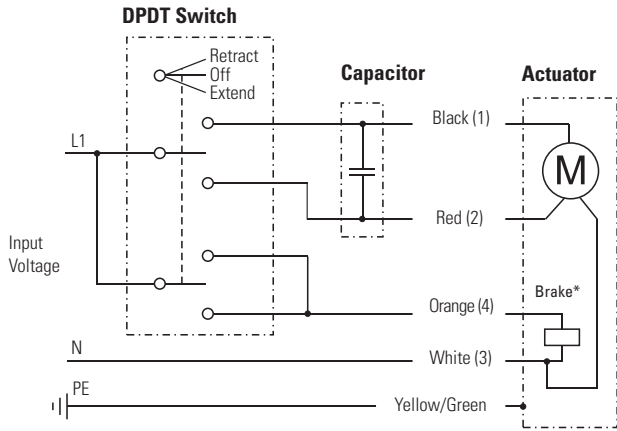 DPDT Switch
Retract
Off
Extend
Capacitor
Actuator
Black (1)
L1
M
Red (2)
Input
Voltage
Brake*
Orange (4)
N
White (3)
PE
Yellow/Green